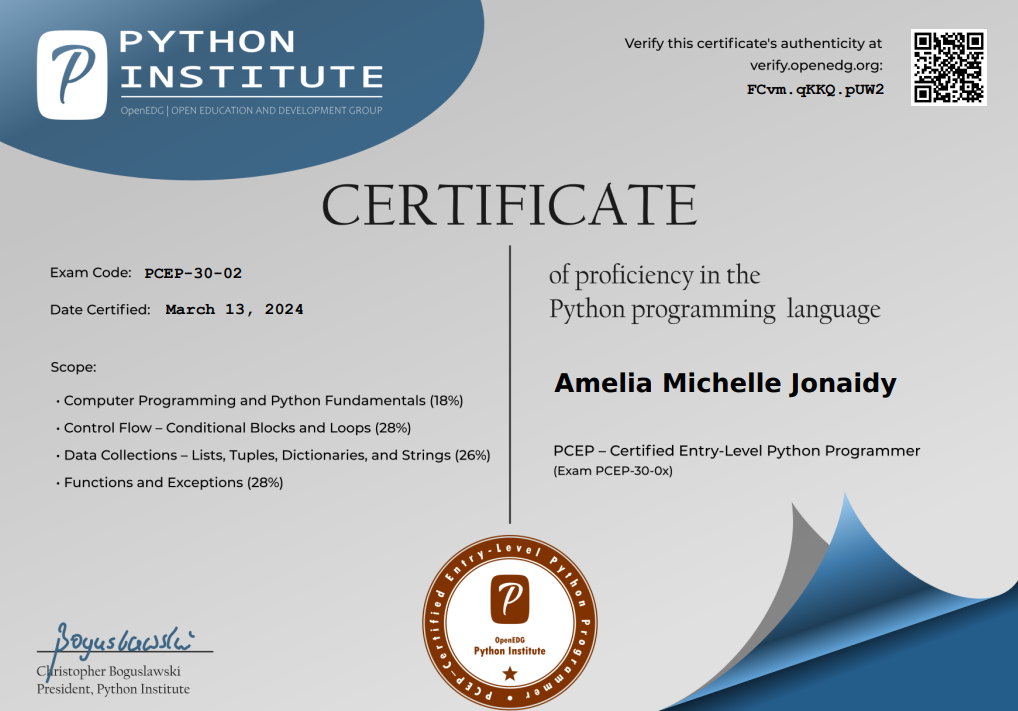 PYTHON
INSTITUTE
OpenEDG | OPEN EDUCATION AND DEVELOPMENT GROUP
Verify this certificate's authenticity at
verify.openedg.org:
FCvm.qKKQ.pUW2
CERTIFICATE
Exam Code: PCEP-30-02
Date Certified: March 13, 2024
Scope:
• Computer Programming and Python Fundamentals (18%)
• Control Flow – Conditional Blocks and Loops (28%)
• Data Collections – Lists, Tuples, Dictionaries, and Strings (26%)
• Functions and Exceptions (28%)
of proficiency in the
Python programming language
Amelia Michelle Jonaidy
PCEP – Certified Entry-Level Python Programmer
(Exam PCEP-30-0x)
PCEP-Certified Entry-Level Python Programmer
OpenEDG
Python Institute
Boguslawski
Christopher Boguslawski
President, Python Institute